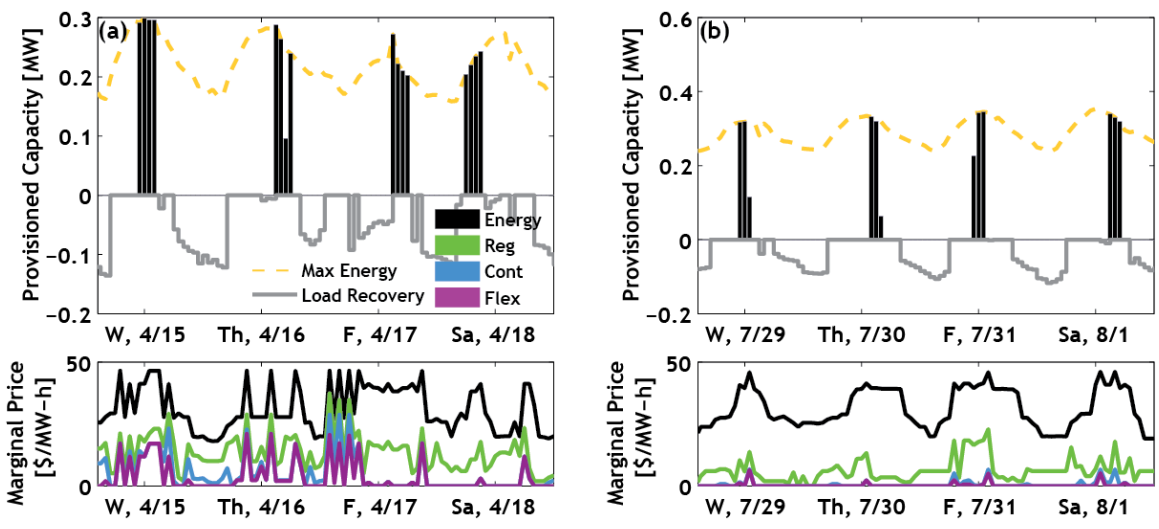 (a)
Provisioned Capacity [MW]
0.3
0.2
0.1
0
−0.1
−0.2
Max Energy
Load Recovery
Energy
Reg
Cont
Flex
W, 4/15
Th, 4/16
F, 4/17
Sa, 4/18
Marginal Price
[$/MW-h]
50
0
W, 4/15
Th, 4/16
F, 4/17
Sa, 4/18
(b)
Provisioned Capacity [MW]
0.6
0.4
0.2
0
−0.2
W, 7/29
Th, 7/30
F, 7/31
Sa, 8/1
Marginal Price
[$/MW-h]
50
0
W, 7/29
Th, 7/30
F, 7/31
Sa, 8/1